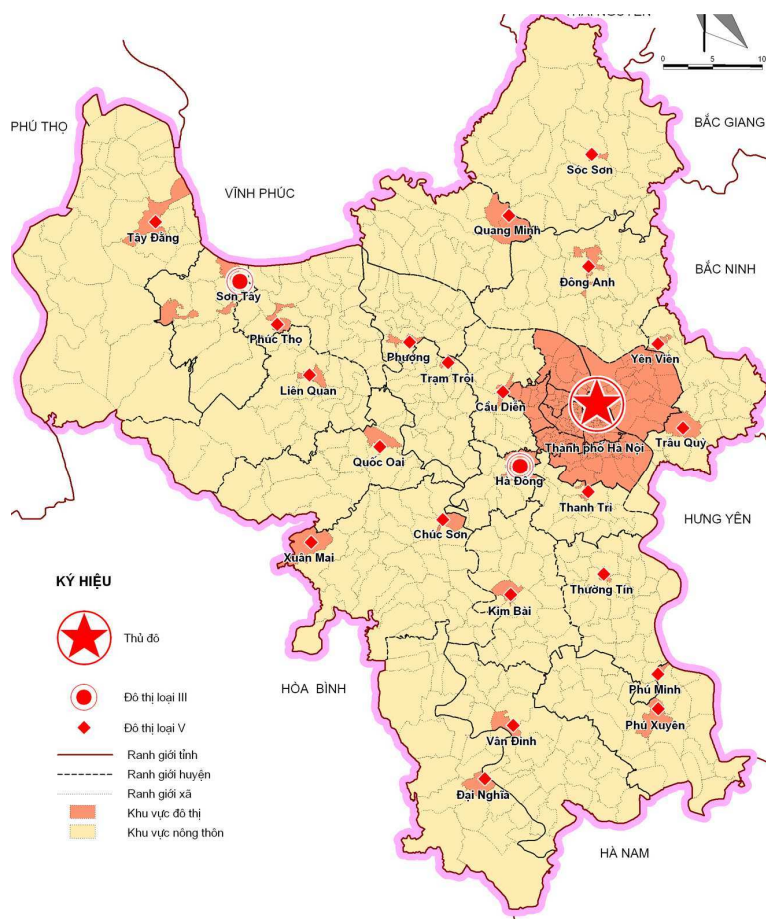 THÁI NGUYÊN
0 5 10
PHÚ THỌ
BẮC GIANG
VĨNH PHÚC
Sóc Sơn
Quang Minh
Tây Đằng
BẮC NINH
Đông Anh
Sơn Tây
Phúc Thọ
Phượng
Yên Viên
Trạm Trôi
Liên Quan
Cầu Diễn
Trâu Quỳ
Thành phố Hà Nội
Quốc Oai
Hà Đông
Thanh Trì
HƯNG YÊN
Chúc Sơn
Xuân Mai
KÝ HIỆU
Thường Tín
Kim Bài
Thủ đô
HÒA BÌNH
Phú Minh
Đô thị loại III
Phú Xuyên
Đô thị loại V
Vân Đình
Ranh giới tỉnh
Ranh giới huyện
Đại Nghĩa
Ranh giới xã
Khu vực đô thị
Khu vực nông thôn
HÀ NAM